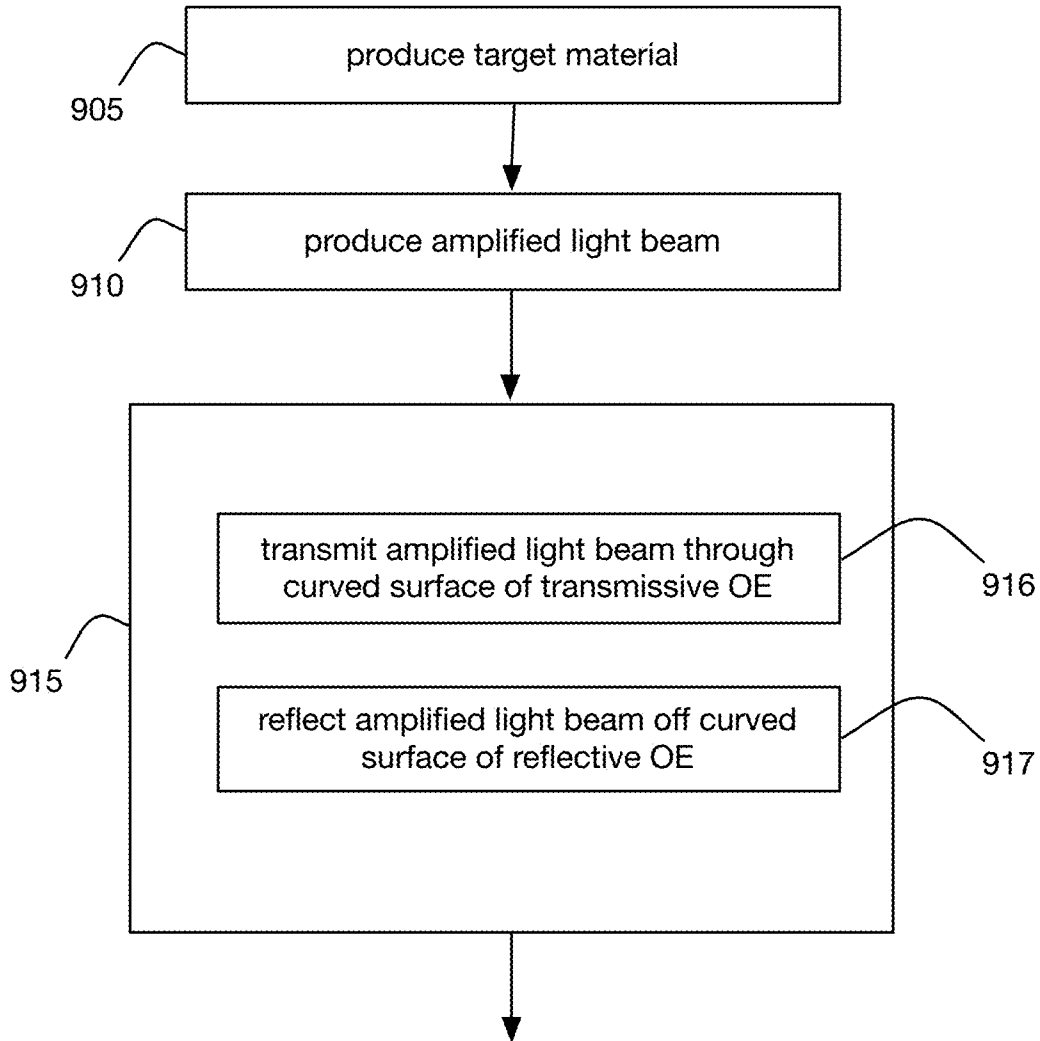 produce target material
905
produce amplified light beam
910
transmit amplified light beam through
curved surface of transmissive OE
916
915
reflect amplified light beam off curved
surface of reflective OE
917